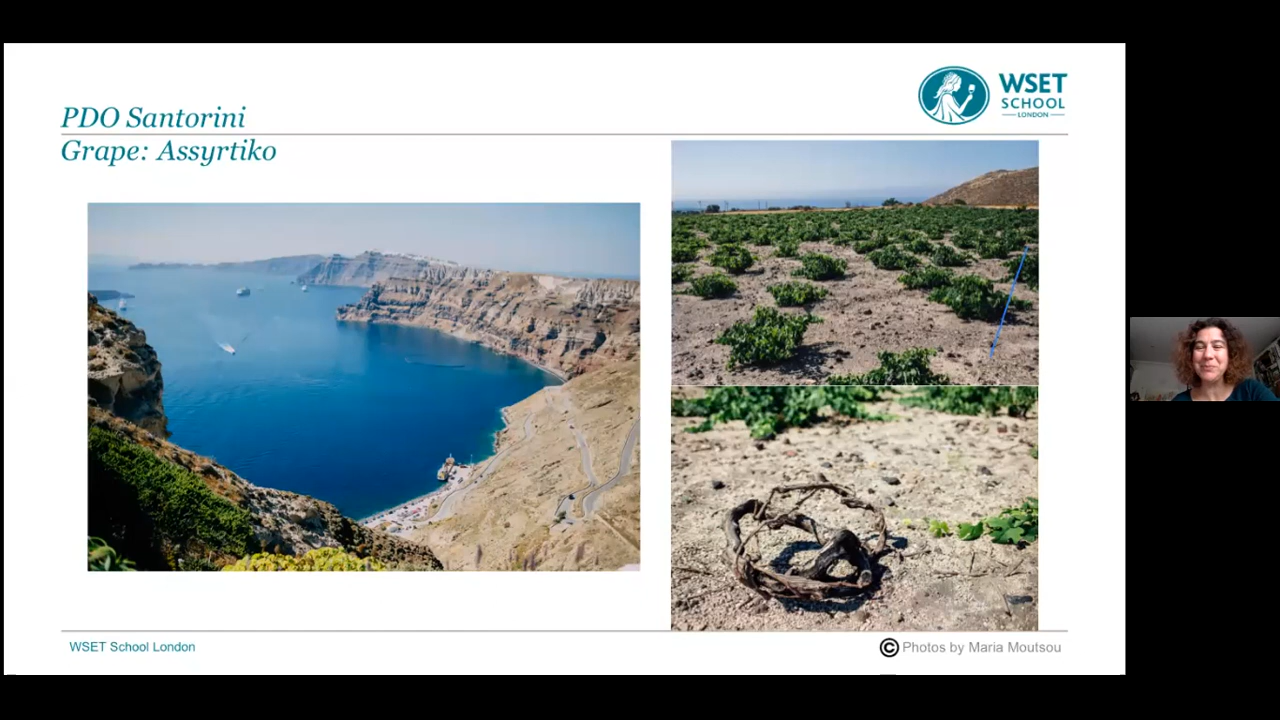 PDO Santorini
Grape: Assyrtiko
WSET
SCHOOL
LONDON
WSET School London
© Photos by Maria Moutsou